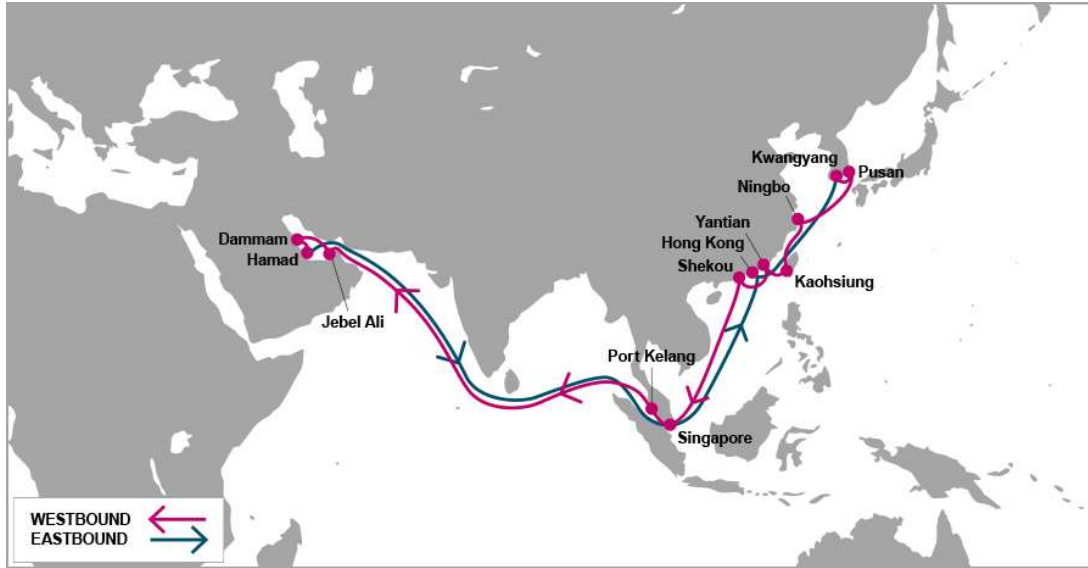 Kwangyang
Pusan
Ningbo
Yantian
Hong Kong
Shekou
Kaohsiung
Dammam
Hamad
Jebel Ali
Port Kelang
Singapore
WESTBOUND
EASTBOUND